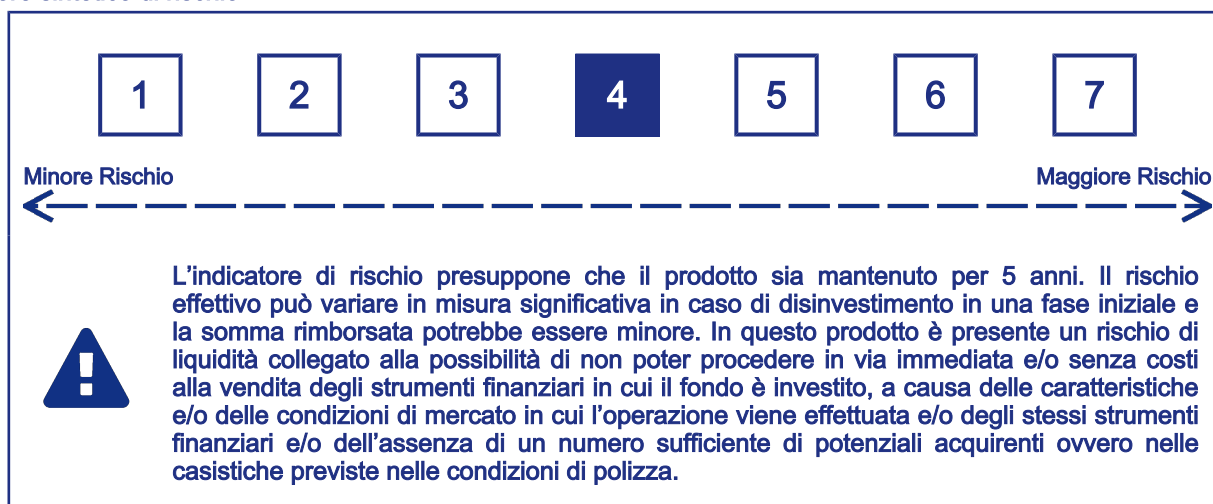 1 2 3 4 5 6 7
Minore Rischio Maggiore Rischio
L'indicatore di rischio presuppone che il prodotto sia mantenuto per 5 anni. Il rischio
effettivo può variare in misura significativa in caso di disinvestimento in una fase iniziale e
la somma rimborsata potrebbe essere minore. In questo prodotto è presente un rischio di
liquidità collegato alla possibilità di non poter procedere in via immediata e/o senza costi
alla vendita degli strumenti finanziari in cui il fondo è investito, a causa delle caratteristiche
e/o delle condizioni di mercato in cui l'operazione viene effettuata e/o degli stessi strumenti
finanziari e/o dell'assenza di un numero sufficiente di potenziali acquirenti ovvero nelle
casistiche previste nelle condizioni di polizza.